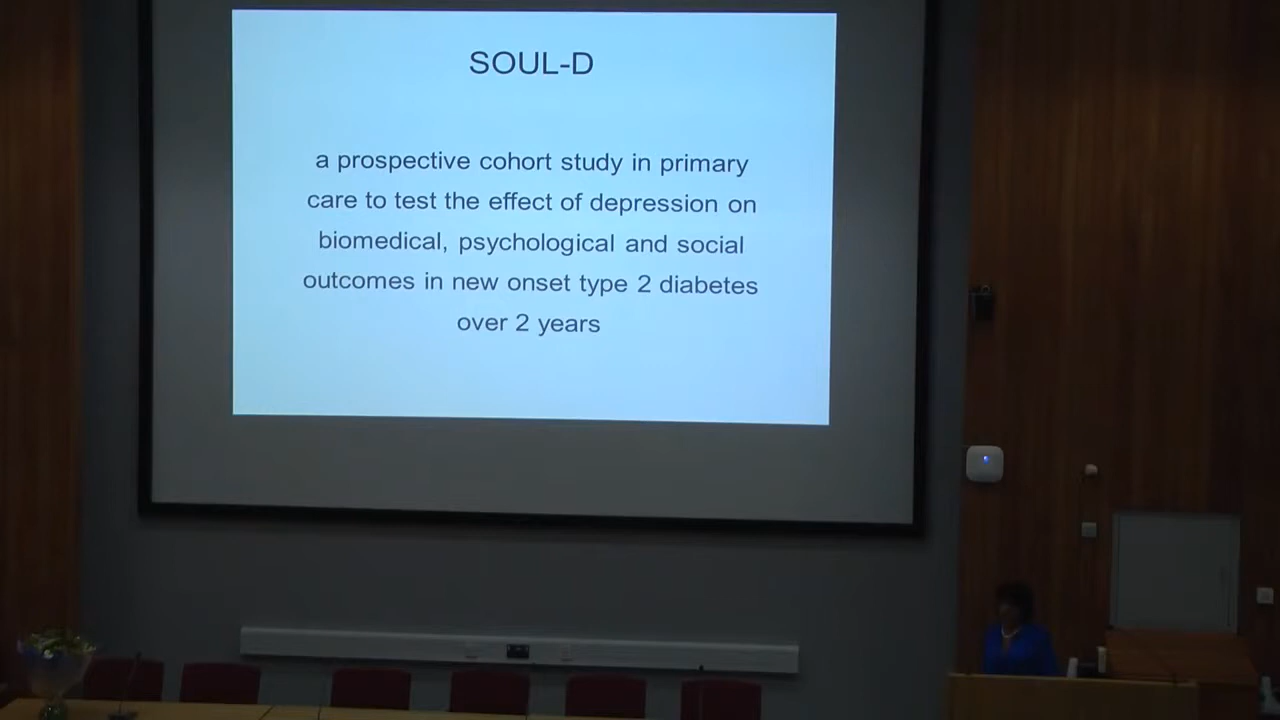 SOUL-D
a prospective cohort study in primary
care to test the effect of depression on
biomedical, psychological and social
outcomes in new onset type 2 diabetes
over 2 years